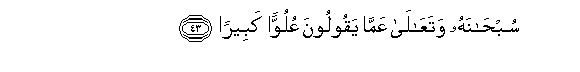 سُبْحَـٰنَهُۥ وَتَعَـٰلَىٰ عَمَّا يَقُولُونَ عُلُوًّا كَبِيرًا ﴿٤٣﴾